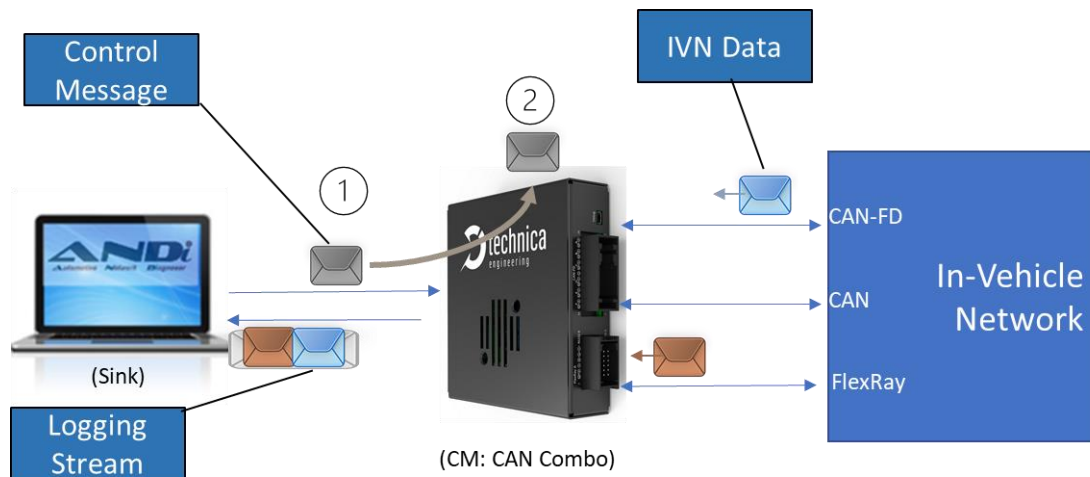 Control
Message
IVN Data
2
1
ANDi
technica
engineering
CAN-FD
CAN
In-Vehicle
Network
(Sink)
FlexRay
Logging
Stream
(CM: CAN Combo)